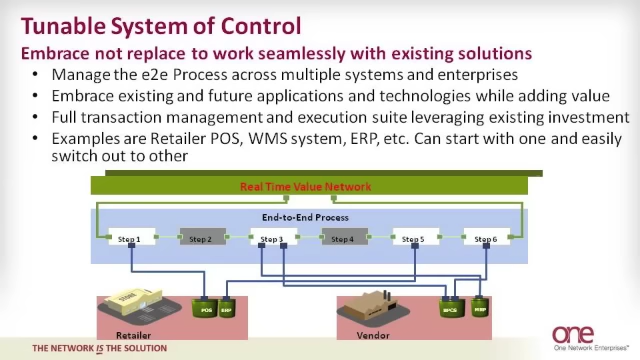 Tunable System of Control
Embrace not replace to work seamlessly with existing solutions
• Manage the e2e Process across multiple systems and enterprises
• Embrace existing and future applications and technologies while adding value
• Full transaction management and execution suite leveraging existing investment
• Examples are Retailer POS, WMS system, ERP, etc. Can start with one and easily
switch out to other
Real Time Value Network
End-to-End Process
Step 1
Step 2
Step 3
Step 4
Step 5
Step 6
POS
ERP
BPCS
Retailer
Vendor
THE NETWORK IS THE SOLUTION
one
One Network Enterprises